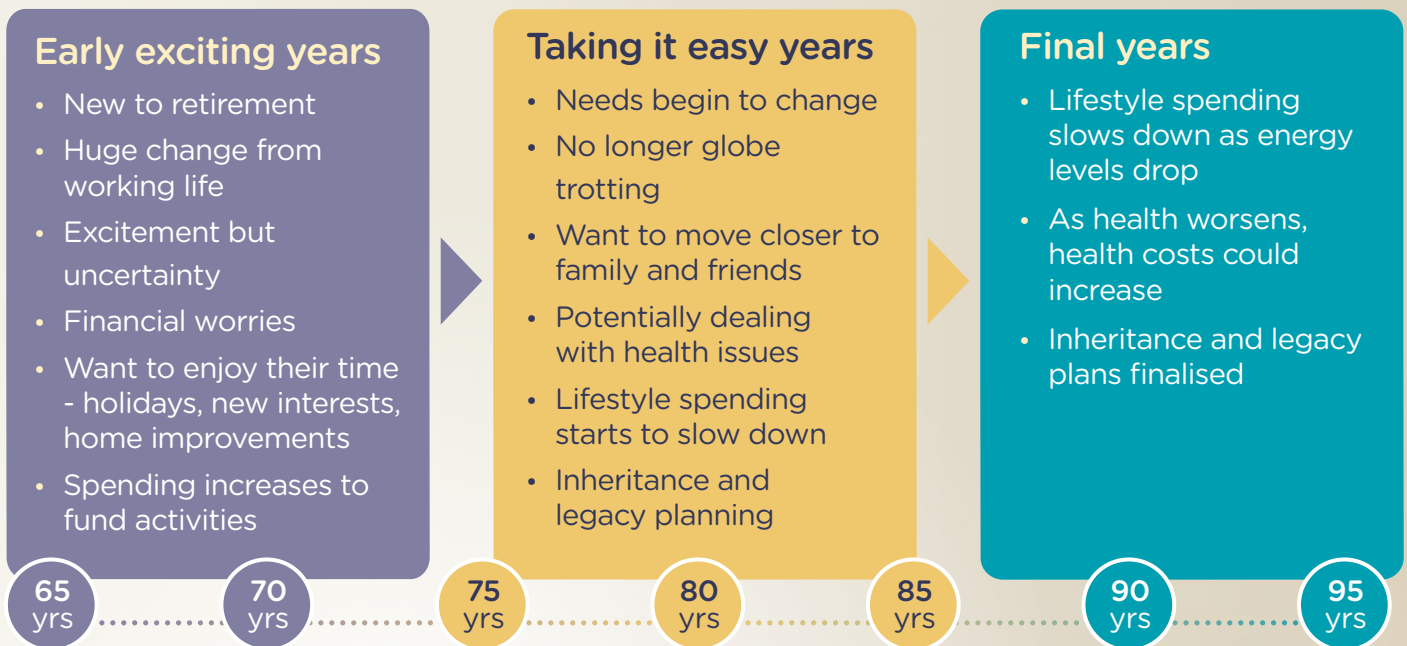 Early exciting years
• New to retirement
• Huge change from
working life
• Excitement but
uncertainty
• Financial worries
• Want to enjoy their time
- holidays, new interests,
home improvements
• Spending increases to
fund activities
Taking it easy years
• Needs begin to change
• No longer globe
trotting
• Want to move closer to
family and friends
• Potentially dealing
with health issues
• Lifestyle spending
starts to slow down
• Inheritance and
legacy planning
Final years
• Lifestyle spending
slows down as energy
levels drop
• As health worsens,
health costs could
increase
• Inheritance and legacy
plans finalised
65
yrs
70
yrs
75
yrs
80
yrs
85
yrs
90
yrs
95
yrs